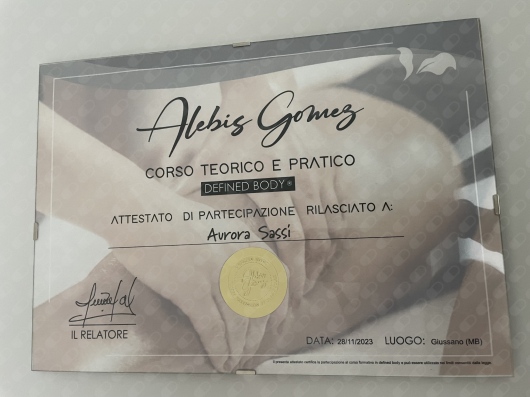 Alebis Gomez
CORSO TEORICO E PRATICO
DEFINED BODY®
ATTESTATO DI PARTECIPAZIONE RILASCIATO A:
Aurora Sassi
IL RELATORE
DATA: 28/11/2023 LUOGO: Giussano (MB)